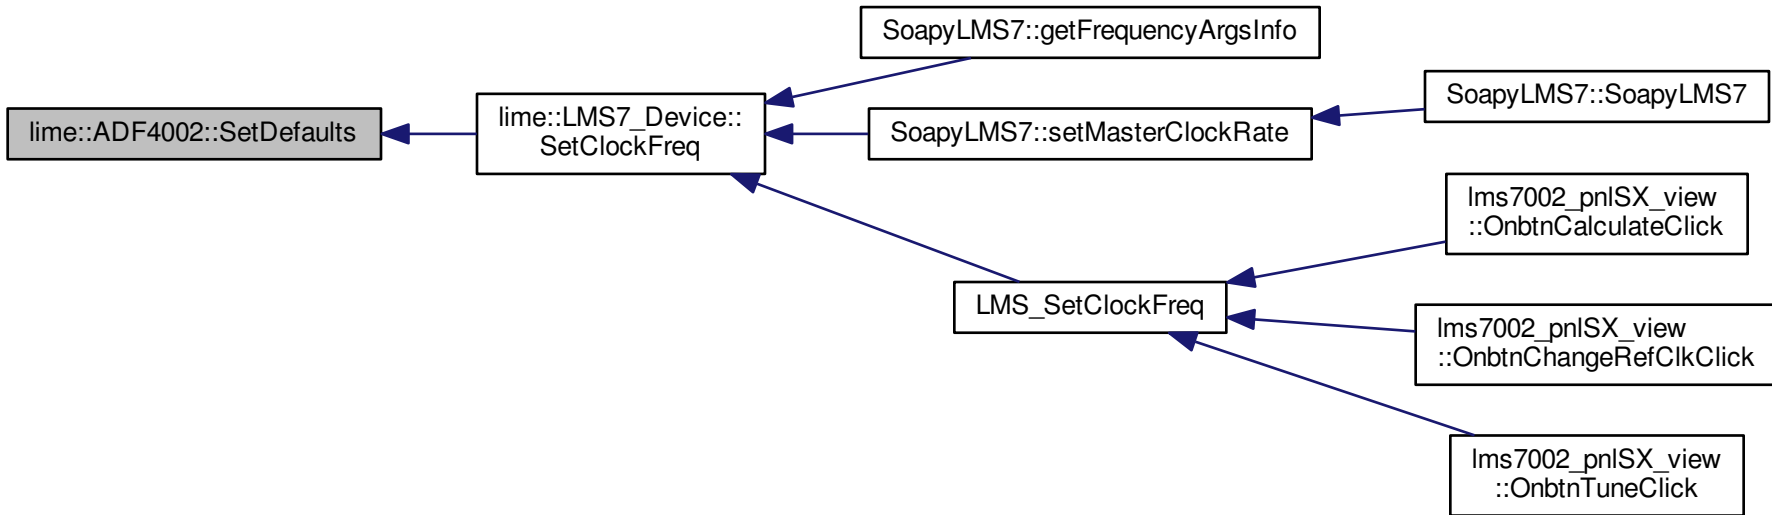 SoapyLMS7::getFrequencyArgsInfo
SoapyLMS7::SoapyLMS7
lime::ADF4002::SetDefaults
lime::LMS7_Device::
SetClockFreq
SoapyLMS7::setMasterClockRate
lms7002_pnlSX_view
::OnbtnCalculateClick
LMS_SetClockFreq
lms7002_pnlSX_view
::OnbtnChangeRefClkClick
lms7002_pnlSX_view
::OnbtnTuneClick